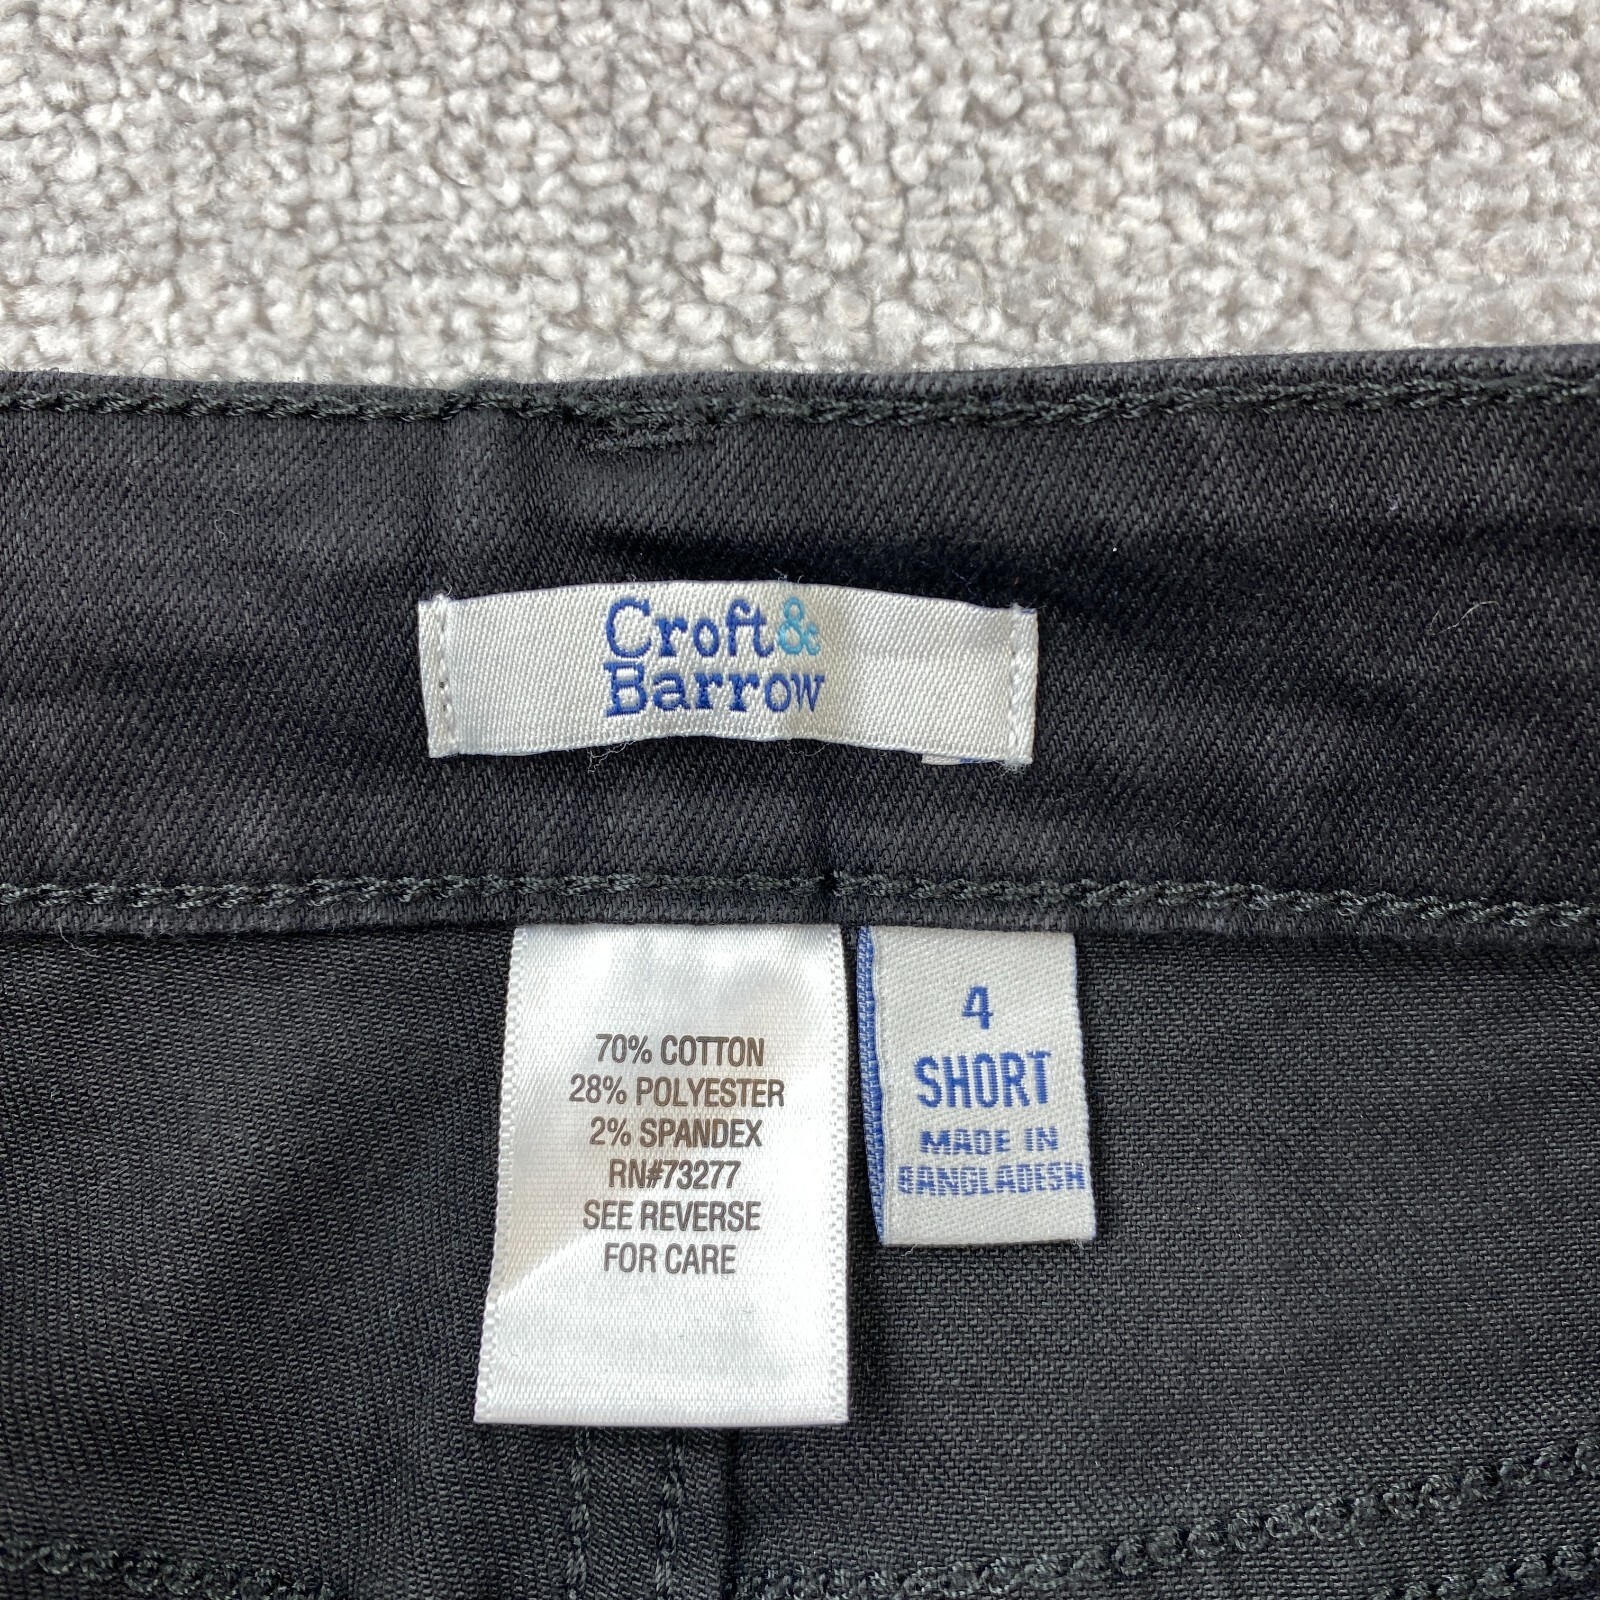 Croft&
Barrow
70% COTTON
28% POLYESTER
2% SPANDEX
RN#73277
SEE REVERSE
FOR CARE
4
SHORT
MADE IN
BANGLADESH